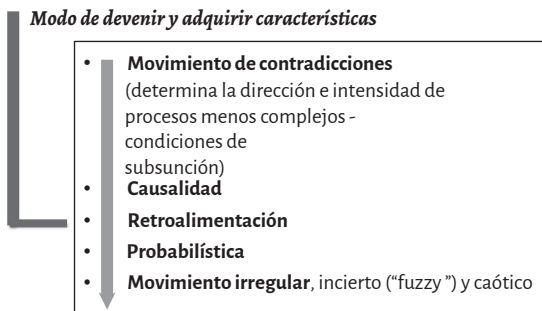 Modo de devenir y adquirir características
• Movimiento de contradicciones
(determina la dirección e intensidad de
procesos menos complejos -
condiciones de
subsunción)
• Causalidad
• Retroalimentación
• Probabilística
• Movimiento irregular, incierto (“fuzzy ”) y caótico